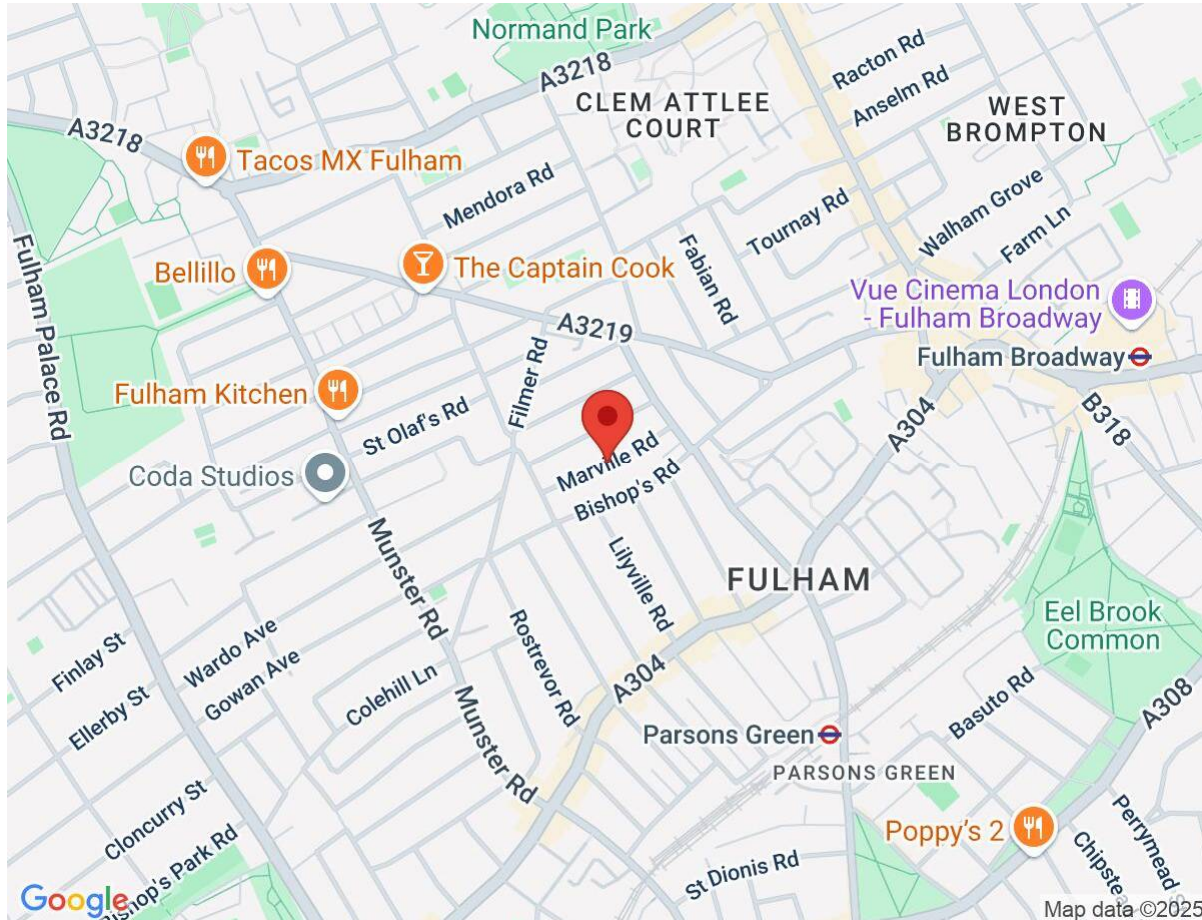 Normand Park
A3218
CLEM ATTLEE
COURT
Racton Rd
Anselm Rd
WEST
BROMPTON
A3218
Tacos MX Fulham
Mendora Rd
Tournay Rd
Walham Grove
Farm Ln
Fabian Rd
Bellillo
The Captain Cook
Vue Cinema London
- Fulham Broadway
Fulham Broadway
Fulham Palace Rd
A3219
Filmer Rd
Fulham Kitchen
St Olaf's Rd
A304
B318
Coda Studios
Marville Rd
Bishop's Rd
Munster Rd
Lilyville Rd
FULHAM
Eel Brook
Common
Rostrevor Rd
Finlay St
Wardo Ave
Ellerby St
Gowan Ave
Colehill Ln
A304
Munster Rd
Basuto Rd
A308
Parsons Green
PARSONS GREEN
Cloncurry St
Bishop's Park Rd
Poppy's 2
Perrymead S
Chipstea
St Dionis Rd
Google
Map data ©2025